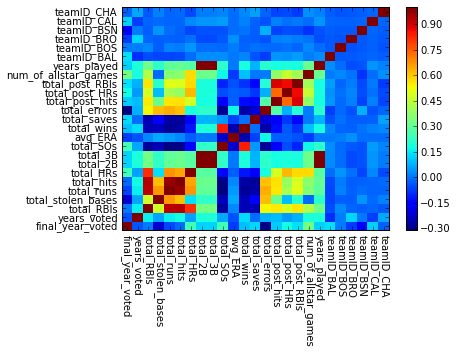 teamID_CHA
teamID_CAL
teamID_BSN
teamID_BRO
teamID_BOS
teamID_BAL
years_played
num_of_allstar_games
total_post_RBIs
total_post_HRs
total_post_hits
total_errors
total_saves
total_wins
avg_ERA
total_SOs
total_3B
total_2B
total_HRs
total_hits
total_runs
total_stolen_bases
total_RBIs
years_voted
final_year_voted
final_year_voted
years_voted
total_RBIs
total_stolen_bases
total_runs
total_hits
total_HRs
total_2B
total_3B
total_SOs
avg_ERA
total_wins
total_saves
total_errors
total_post_hits
total_post_HRs
total_post_RBIs
num_of_allstar_games
years_played
teamID_BAL
teamID_BOS
teamID_BRO
teamID_BSN
teamID_CAL
teamID_CHA
0.90
0.75
0.60
0.45
0.30
0.15
0.00
−0.15
−0.30